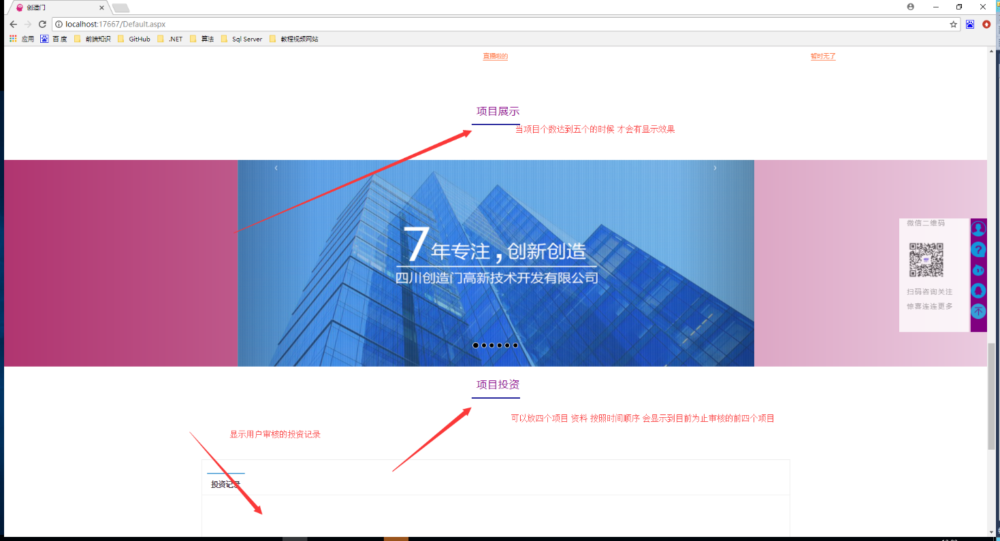 创造门
localhost:17667/Default.aspx
应用 百度 前端知识 GitHub .NET 算法 Sql Server 教程视频网站
直播啦的 暂时无了
项目展示
当项目个数达到五个的时候 才会有显示效果
7年专注,创新创造
四川创造门高新技术开发有限公司
微信二维码
扫码咨询关注
惊喜连连更多
项目投资
可以放四个项目 资料 按照时间顺序 会显示到目前为止审核的前四个项目
显示用户审核的投资记录
投资记录